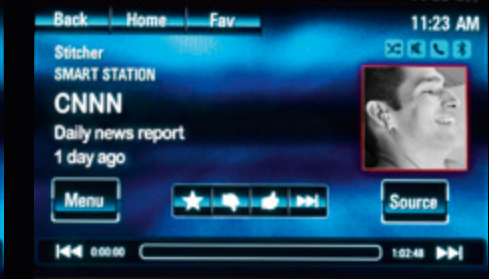 Back Home Fav 11:23 AM
Stitcher
SMART STATION
CNNN
Daily news report
1 day ago
Menu Source
0:00:00 1:02:48